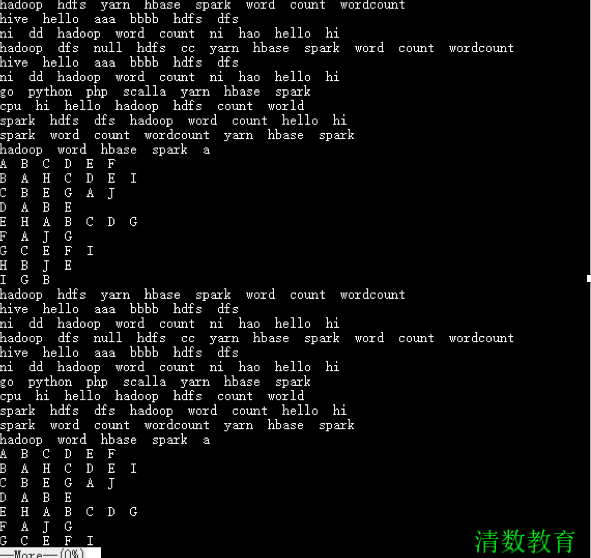 hadoop hdfs yarn hbase spark word count wordcount
hive hello aaa bbbb hdfs dfs
ni dd hadoop word count ni hao hello hi
hadoop dfs null hdfs cc yarn hbase spark word count wordcount
hive hello aaa bbbb hdfs dfs
ni dd hadoop word count ni hao hello hi
go python php scalla yarn hbase spark
cpu hi hello hadoop hdfs count world
spark hdfs dfs hadoop word count hello hi
spark word count wordcount yarn hbase spark
hadoop word hbase spark a
A B C D E F
B A H C D E I
C B E G A J
D A B E
E H A B C D G
F A J G
G C E F I
H B J E
I G B
hadoop hdfs yarn hbase spark word count wordcount
hive hello aaa bbbb hdfs dfs
ni dd hadoop word count ni hao hello hi
hadoop dfs null hdfs cc yarn hbase spark word count wordcount
hive hello aaa bbbb hdfs dfs
ni dd hadoop word count ni hao hello hi
go python php scalla yarn hbase spark
cpu hi hello hadoop hdfs count world
spark hdfs dfs hadoop word count hello hi
spark word count wordcount yarn hbase spark
hadoop word hbase spark a
A B C D E F
B A H C D E I
C B E G A J
D A B E
E H A B C D G
F A J G
G C E F I
--More--(0%)
清数教育